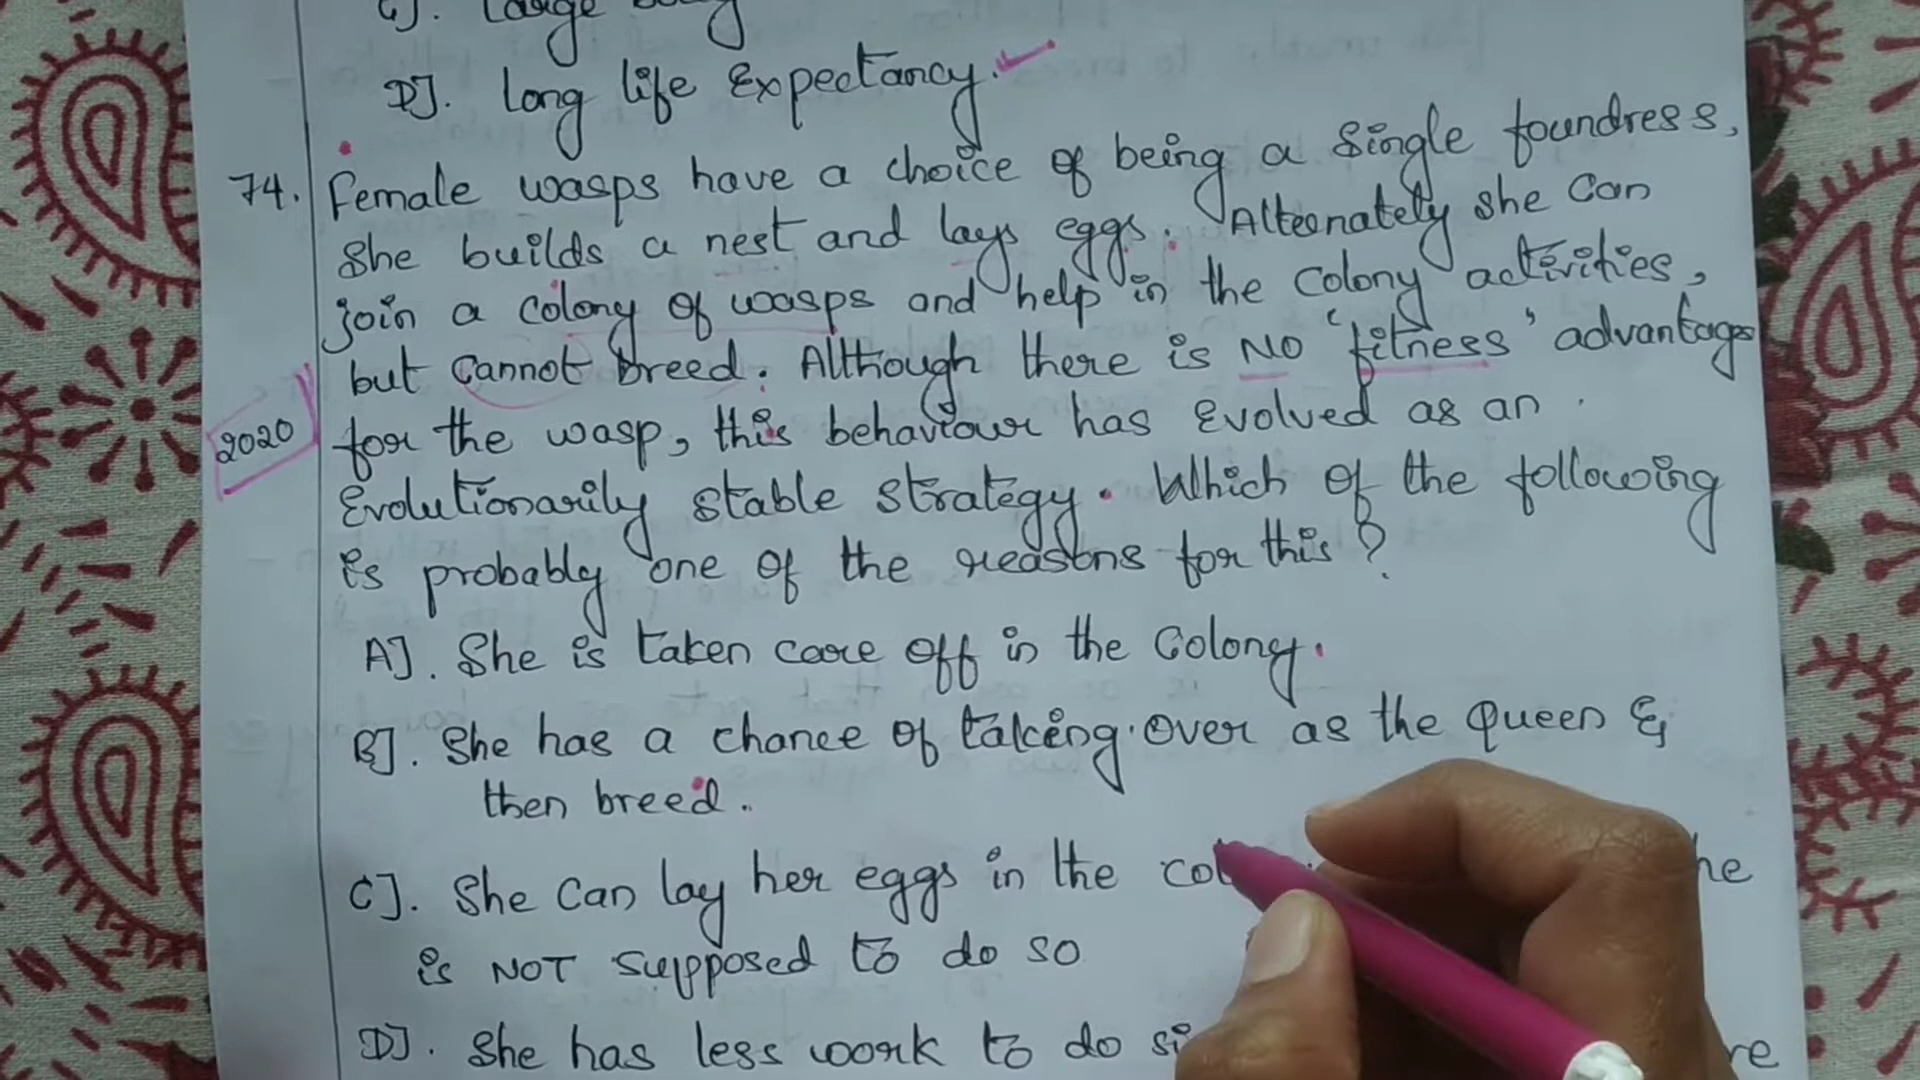 C]. Large body
D]. Long life Expectancy.
74. Female wasps have a choice of being a single foundress,
She builds a nest and lays eggs. Alternately she can
join a colony of wasps and help in the colony activities,
but cannot breed. Although there is NO 'fitness' advantage
2020 for the wasp, this behaviour has evolved as an
Evolutionarily stable strategy. Which of the following
is probably one of the reasons for this?
A]. She is taken care off in the colony.
B]. She has a chance of taking over as the queen &
then breed.
C]. She can lay her eggs in the
is NOT supposed to do so
D]. She has less work to do